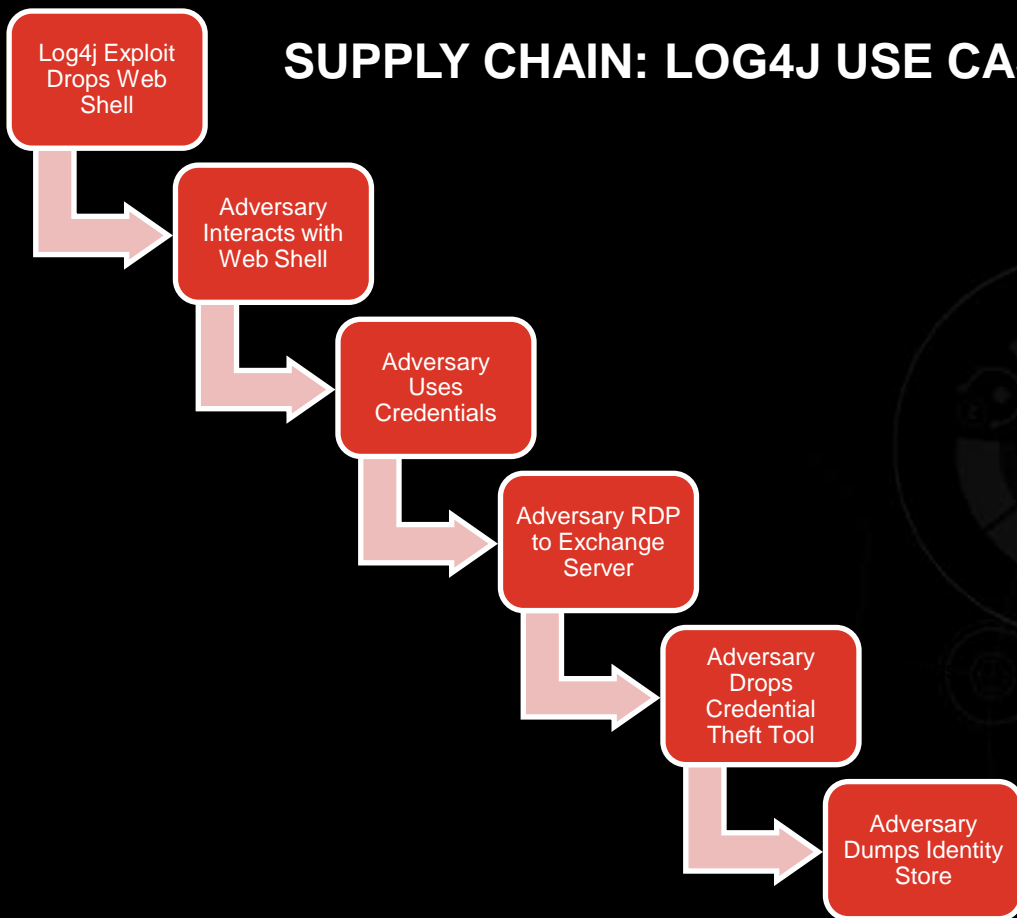 SUPPLY CHAIN: LOG4J USE
Log4j Exploit
Drops Web
Shell
Adversary
Interacts with
Web Shell
Adversary
Uses
Credentials
Adversary RDP
to Exchange
Server
Adversary
Drops
Credential
Theft Tool
Adversary
Dumps Identity
Store